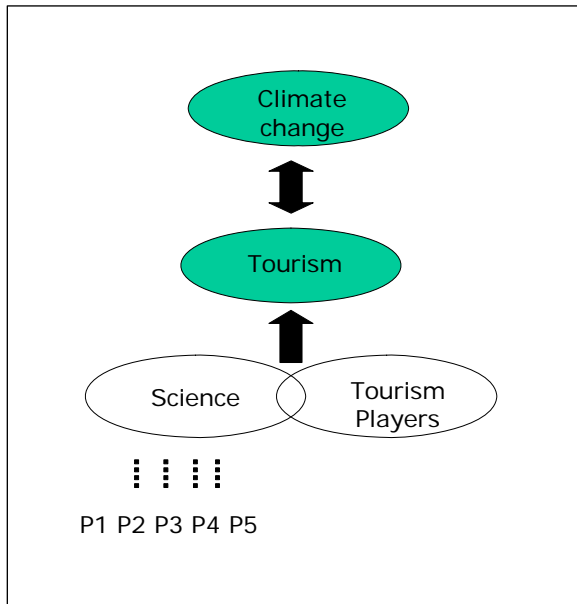 Climate
change
Tourism
Science
Tourism
Players
P1 P2 P3 P4 P5